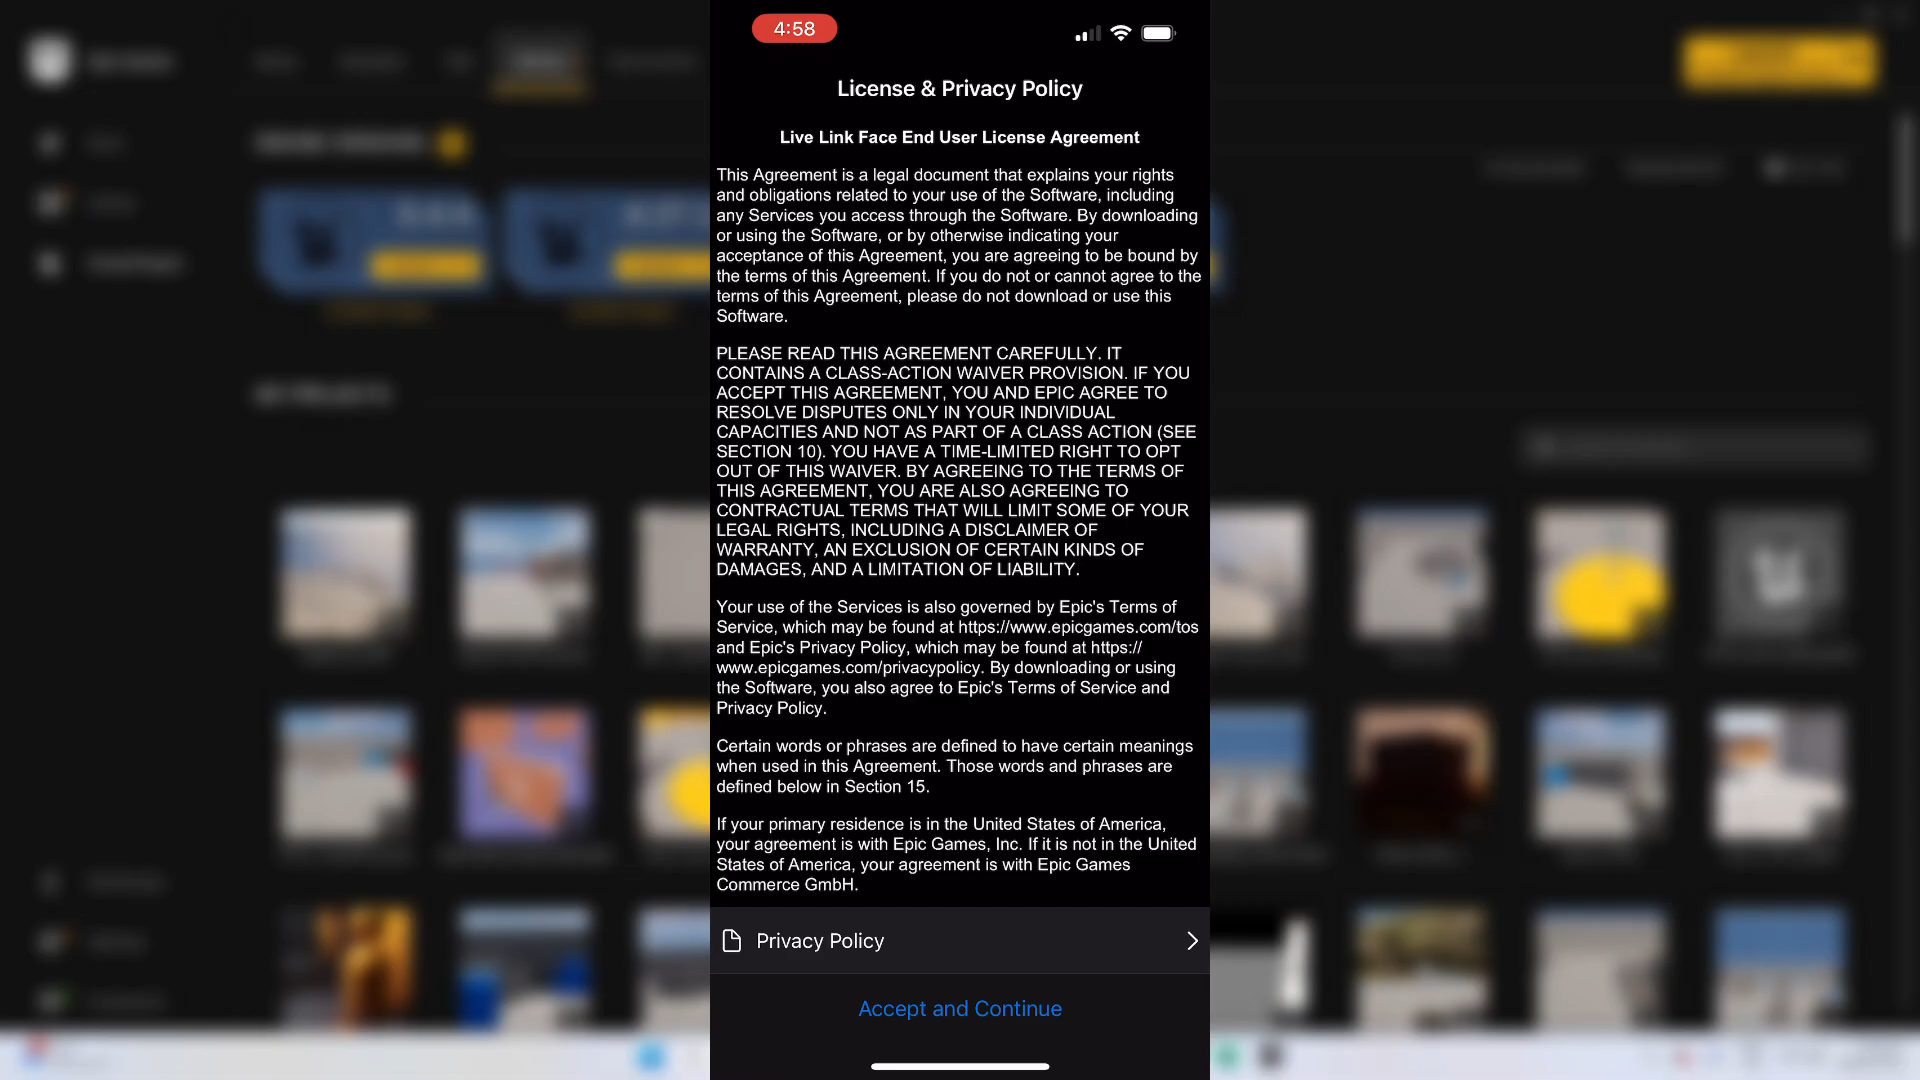 4:58
License & Privacy Policy
Live Link Face End User License Agreement
This Agreement is a legal document that explains your rights
and obligations related to your use of the Software, including
any Services you access through the Software. By downloading
or using the Software, or by otherwise indicating your
acceptance of this Agreement, you are agreeing to be bound by
the terms of this Agreement. If you do not or cannot agree to the
terms of this Agreement, please do not download or use this
Software.
PLEASE READ THIS AGREEMENT CAREFULLY. IT
CONTAINS A CLASS-ACTION WAIVER PROVISION. IF YOU
ACCEPT THIS AGREEMENT, YOU AND EPIC AGREE TO
RESOLVE DISPUTES ONLY IN YOUR INDIVIDUAL
CAPACITIES AND NOT AS PART OF A CLASS ACTION (SEE
SECTION 10). YOU HAVE A TIME-LIMITED RIGHT TO OPT
OUT OF THIS WAIVER. BY AGREEING TO THE TERMS OF
THIS AGREEMENT, YOU ARE ALSO AGREEING TO
CONTRACTUAL TERMS THAT WILL LIMIT SOME OF YOUR
LEGAL RIGHTS, INCLUDING A DISCLAIMER OF
WARRANTY, AN EXCLUSION OF CERTAIN KINDS OF
DAMAGES, AND A LIMITATION OF LIABILITY.
Your use of the Services is also governed by Epic's Terms of
Service, which may be found at https://www.epicgames.com/tos
and Epic's Privacy Policy, which may be found at https://
www.epicgames.com/privacypolicy. By downloading or using
the Software, you also agree to Epic's Terms of Service and
Privacy Policy.
Certain words or phrases are defined to have certain meanings
when used in this Agreement. Those words and phrases are
defined below in Section 15.
If your primary residence is in the United States of America,
your agreement is with Epic Games, Inc. If it is not in the United
States of America, your agreement is with Epic Games
Commerce GmbH.
Privacy Policy
Accept and Continue